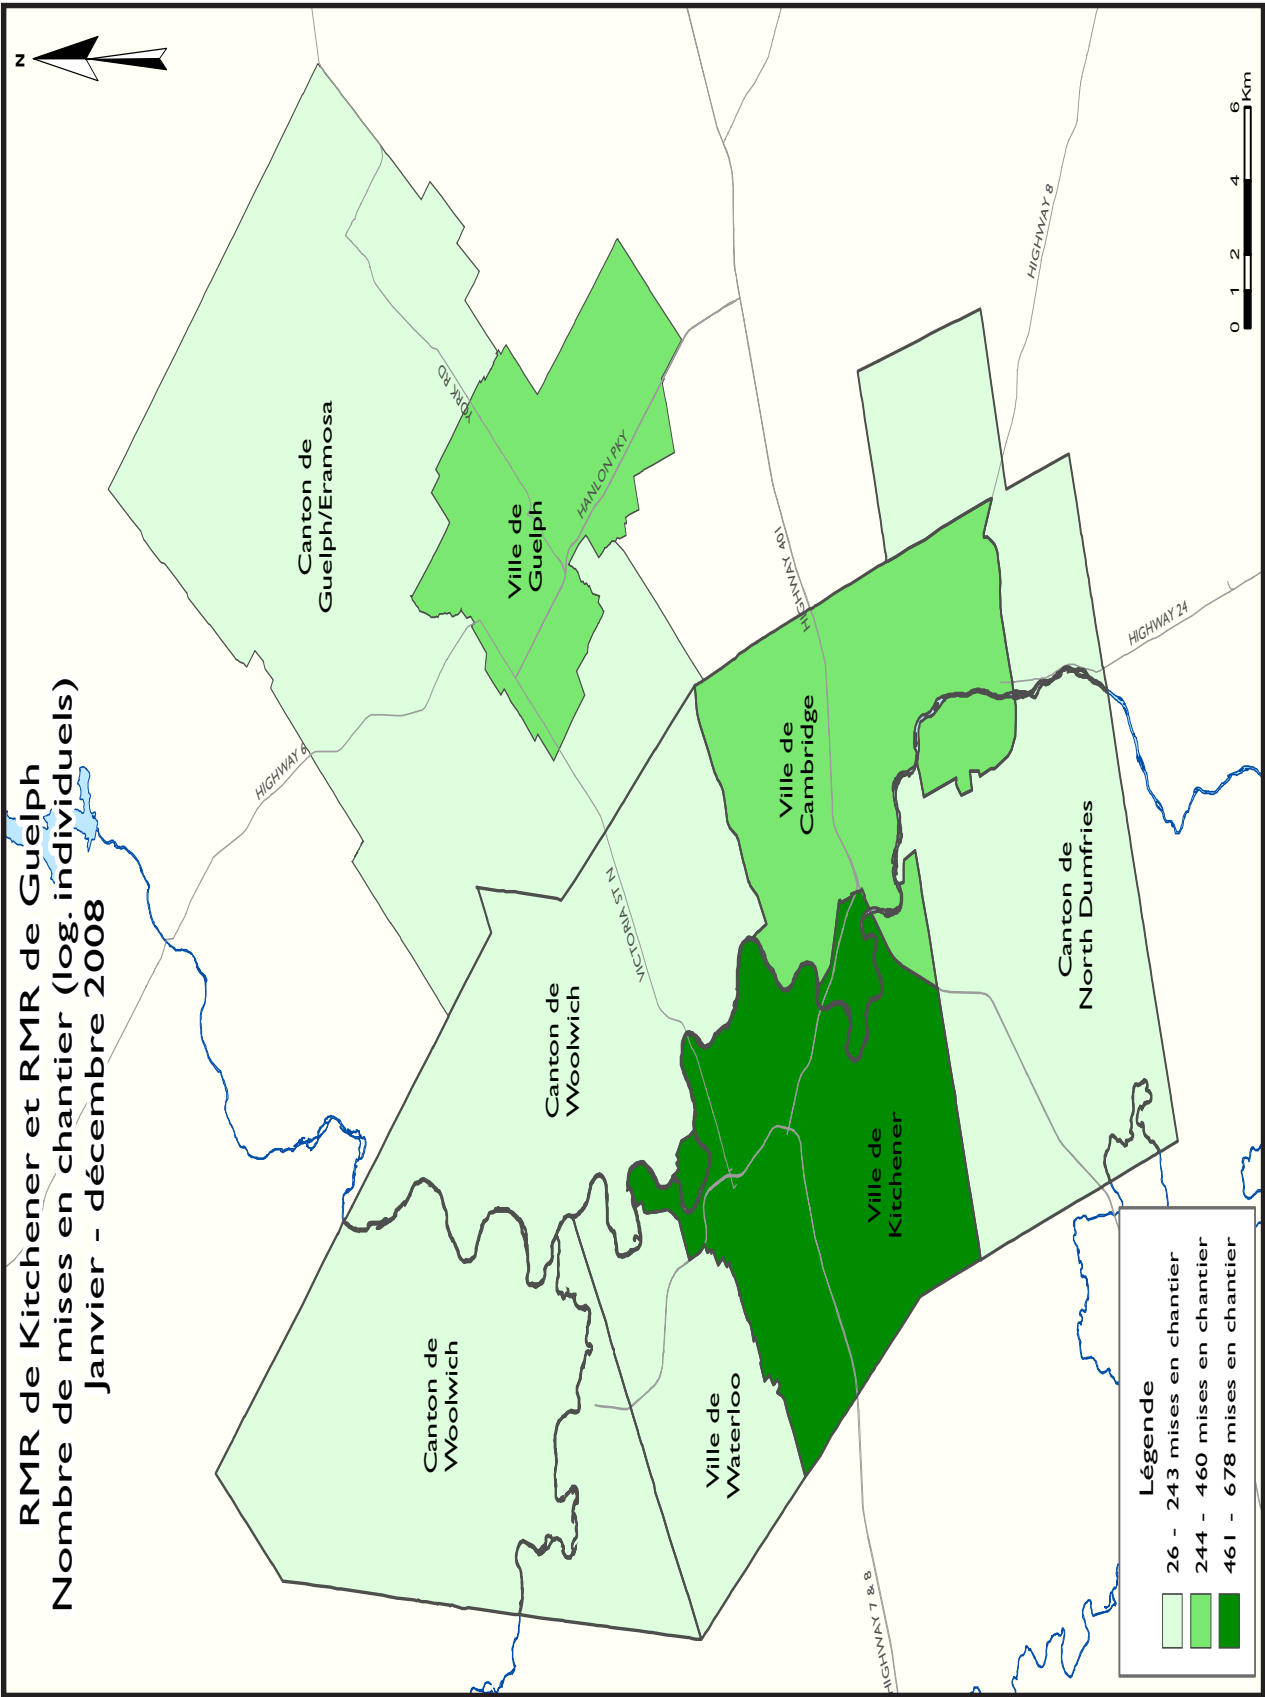 RMR de Kitchener et RMR de Guelph
Nombre de mises en chantier (log. individuels)
Janvier - décembre 2008
N
Canton de
Guelph/Eramosa
HIGHWAY 6
YORK RD
Ville de
Guelph
HANLON PKY
Canton de
Woolwich
Canton de
Woolwich
VICTORIA ST N
HIGHWAY 401
Ville de
Waterloo
Ville de
Cambridge
Ville de
Kitchener
HIGHWAY 7 & 8
HIGHWAY 8
HIGHWAY 24
Canton de
North Dumfries
Légende
26 - 243 mises en chantier
244 - 460 mises en chantier
461 - 678 mises en chantier
0 1 2 4 6 Km